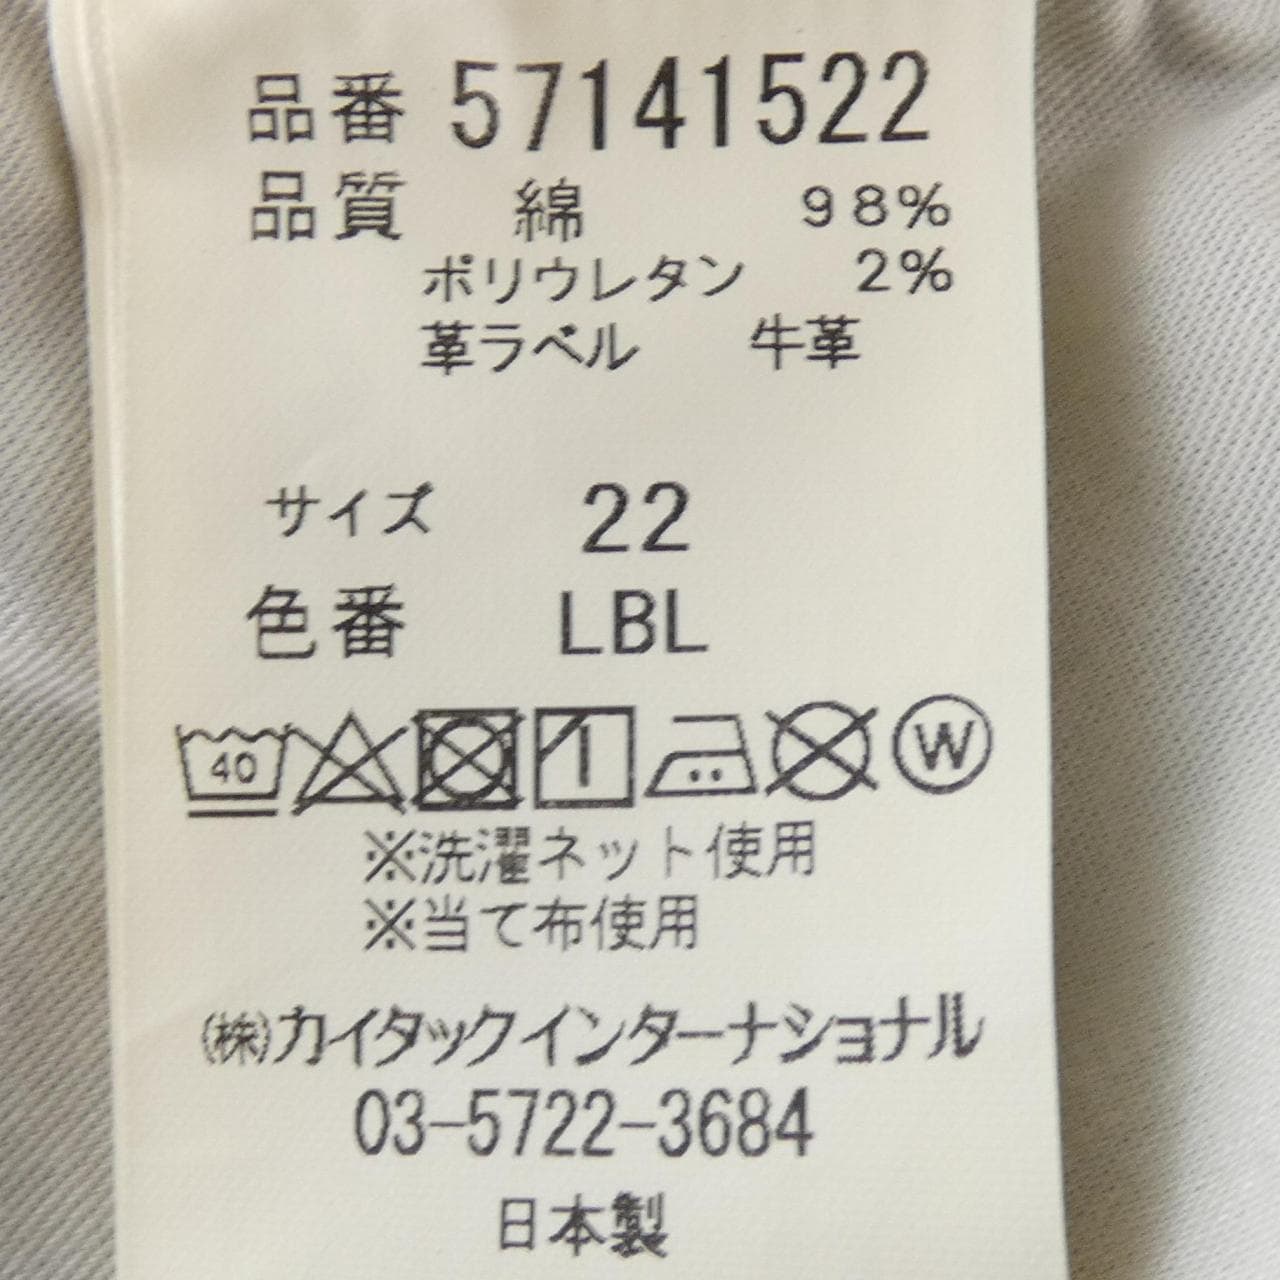 品番 57141522
品質 綿 98%
ポリウレタン 2%
革ラベル 牛革
サイズ 22
色番 LBL
40 W
※洗濯ネット使用
※当て布使用
㈱カイタックインターナショナル
03-5722-3684
日本製